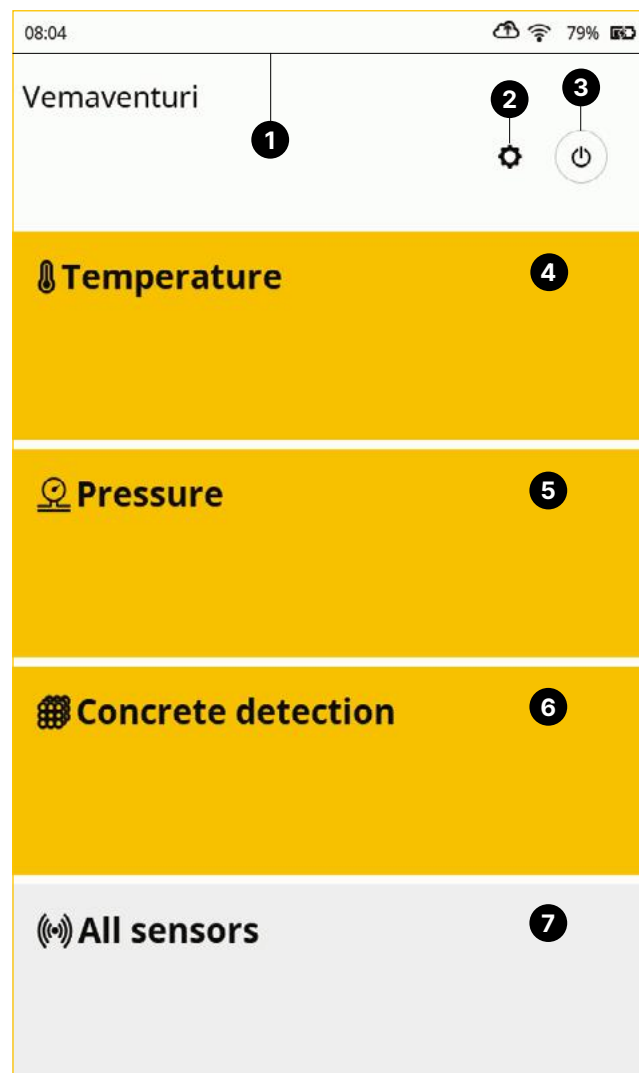 08:04 79%
Vemaventuri
2 3
1
Temperature 4
Pressure 5
Concrete detection 6
All sensors 7